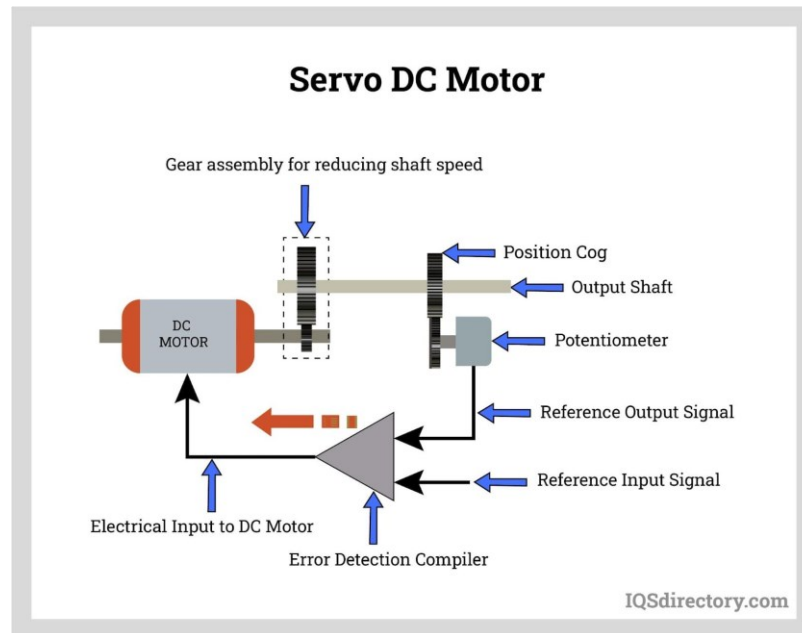 Servo DC Motor
Gear assembly for reducing shaft speed
Position Cog
Output Shaft
DC
MOTOR
Potentiometer
Reference Output Signal
Reference Input Signal
Electrical Input to DC Motor
Error Detection Compiler
IQSdirectory.com